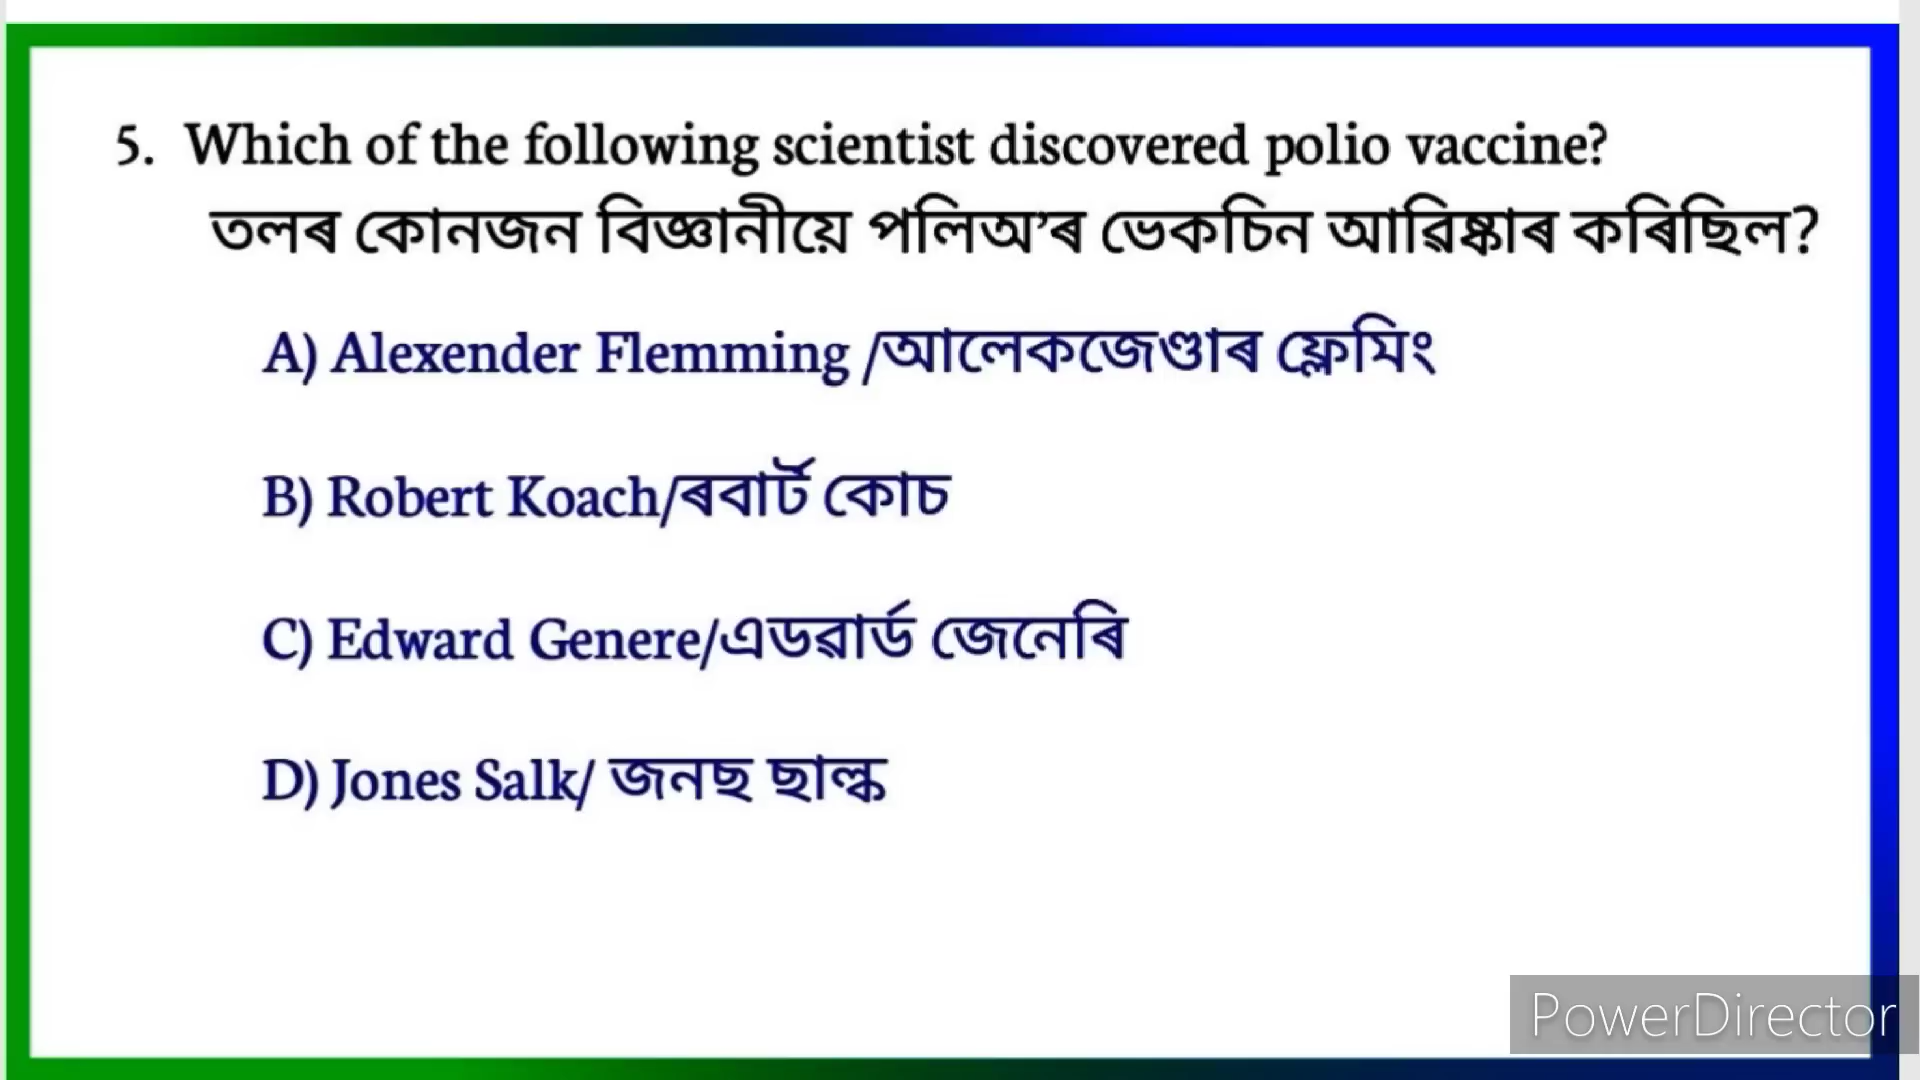 5. Which of the following scientist discovered polio vaccine?
তলৰ কোনজন বিজ্ঞানীয়ে পলিঅ’ৰ ভেকচিন আৱিষ্কাৰ কৰিছিল?
A) Alexender Flemming /আলেকজেণ্ডাৰ ফ্লেমিং
B) Robert Koach/ৰবাৰ্ট কোচ
C) Edward Genere/এডৱাৰ্ড জেনেৰি
D) Jones Salk/ জনছ ছাল্ক
PowerDirector